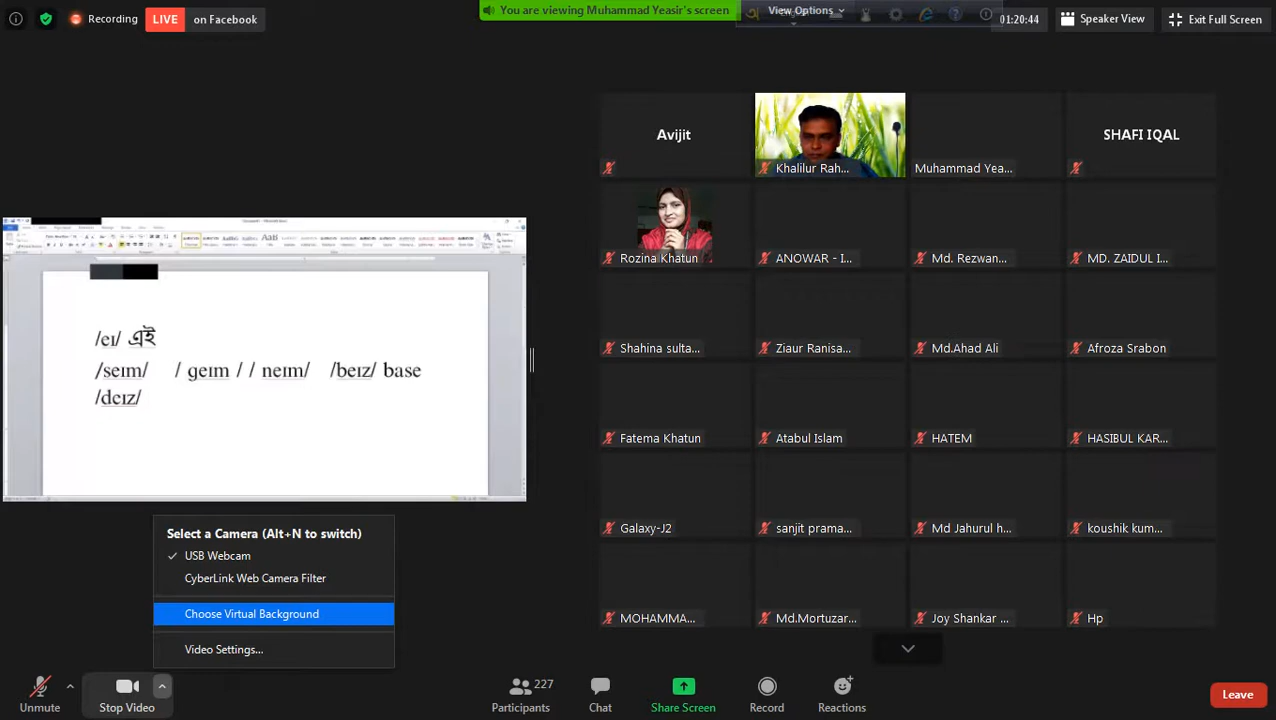 Recording LIVE on Facebook
You are viewing Muhammad Yeasir's screen
View Options
01:26:44
Speaker View
Exit Full Screen
Avijit
Khalilur Rah...
Muhammad Yea...
SHAFI IQAL
Rozina Khatun
ANOWAR - I...
Md. Rezwan...
MD. ZAIDUL I...
/eɪ/ এই
/seɪm/ / ɡeɪm / / neɪm/ /beɪz/ base
/deɪz/
Shahina sulta...
Ziaur Ranisa...
Md.Ahad Ali
Afroza Srabon
Fatema Khatun
Atabul Islam
HATEM
HASIBUL KAR...
Galaxy-J2
sanjit prama...
Md Jahurul h...
koushik kum...
MOHAMMA...
Md.Mortuzar...
Joy Shankar ...
Hp
Select a Camera (Alt+N to switch)
USB Webcam
CyberLink Web Camera Filter
Choose Virtual Background
Video Settings...
Unmute
Stop Video
227
Participants
Chat
Share Screen
Record
Reactions
Leave